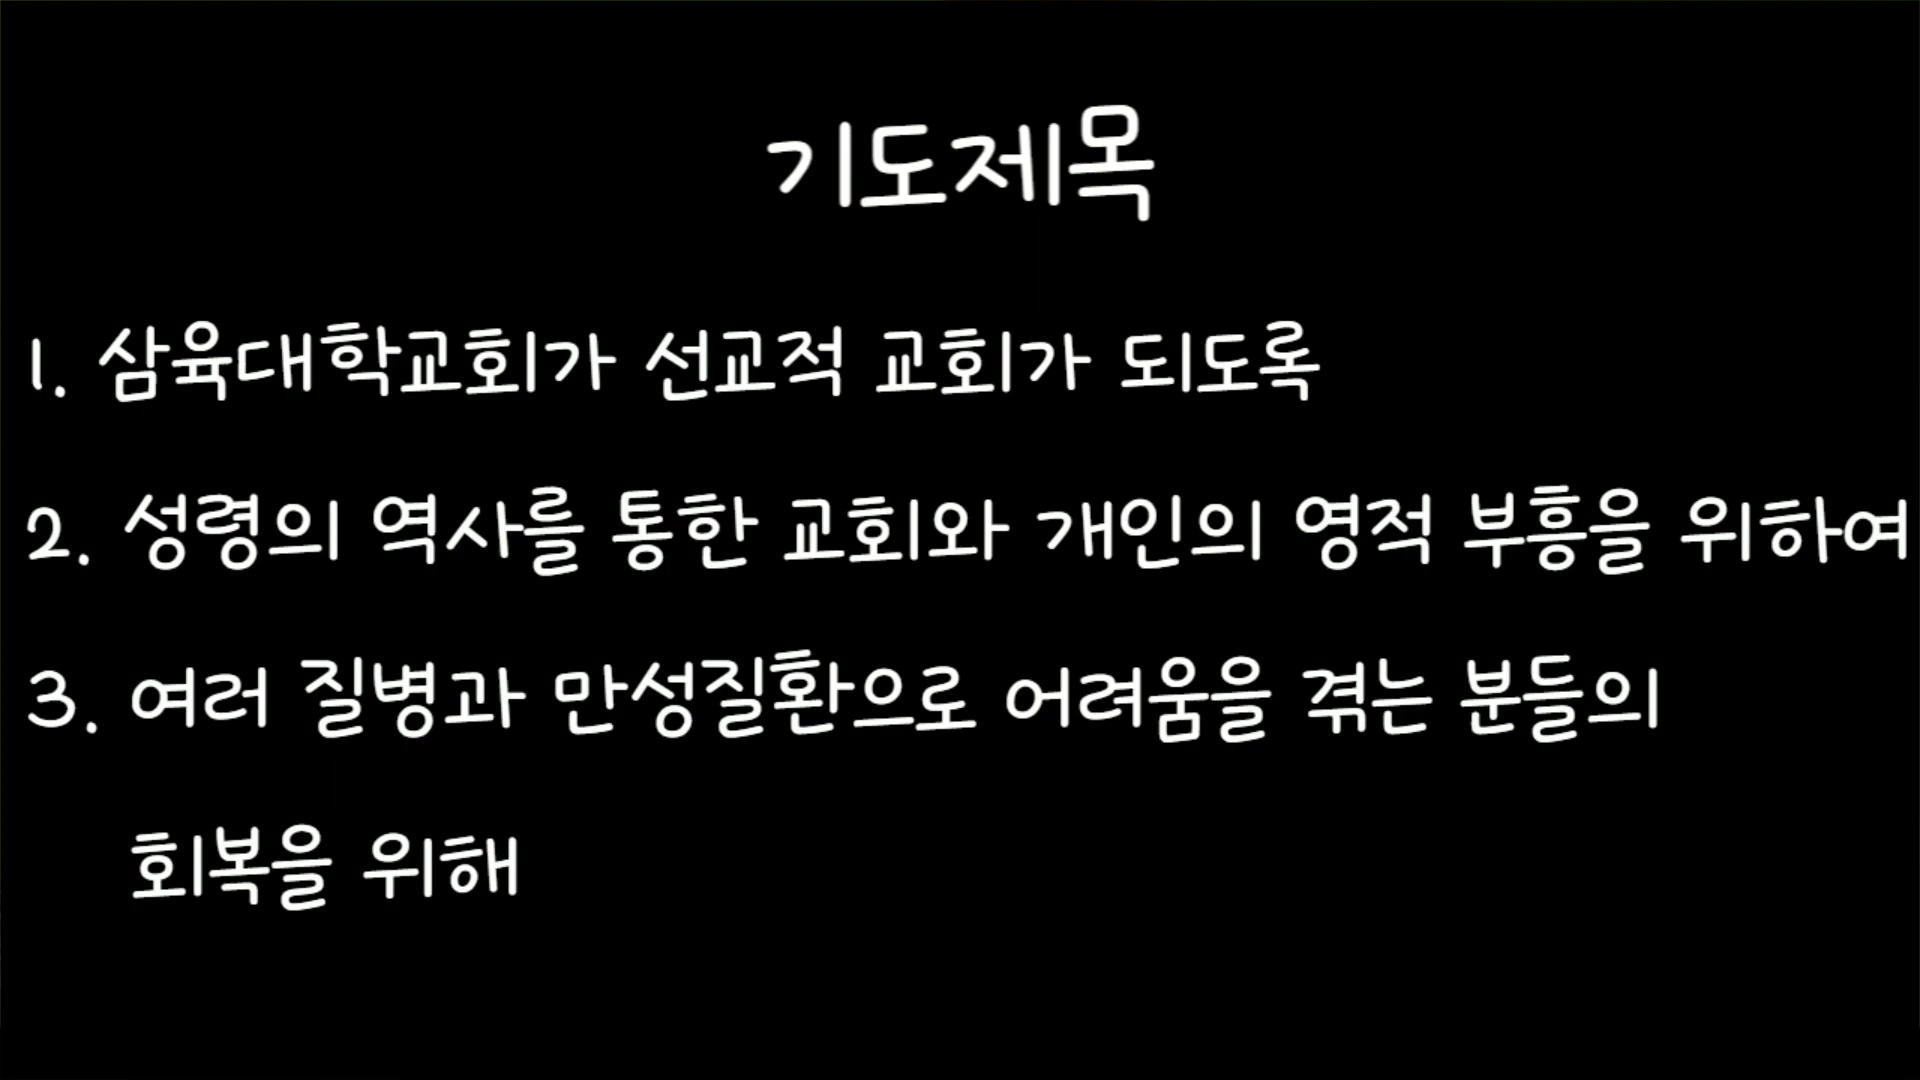 기도제목
1. 삼육대학교회가 선교적 교회가 되도록
2. 성령의 역사를 통한 교회와 개인의 영적 부흥을 위하여
3. 여러 질병과 만성질환으로 어려움을 겪는 분들의
회복을 위해